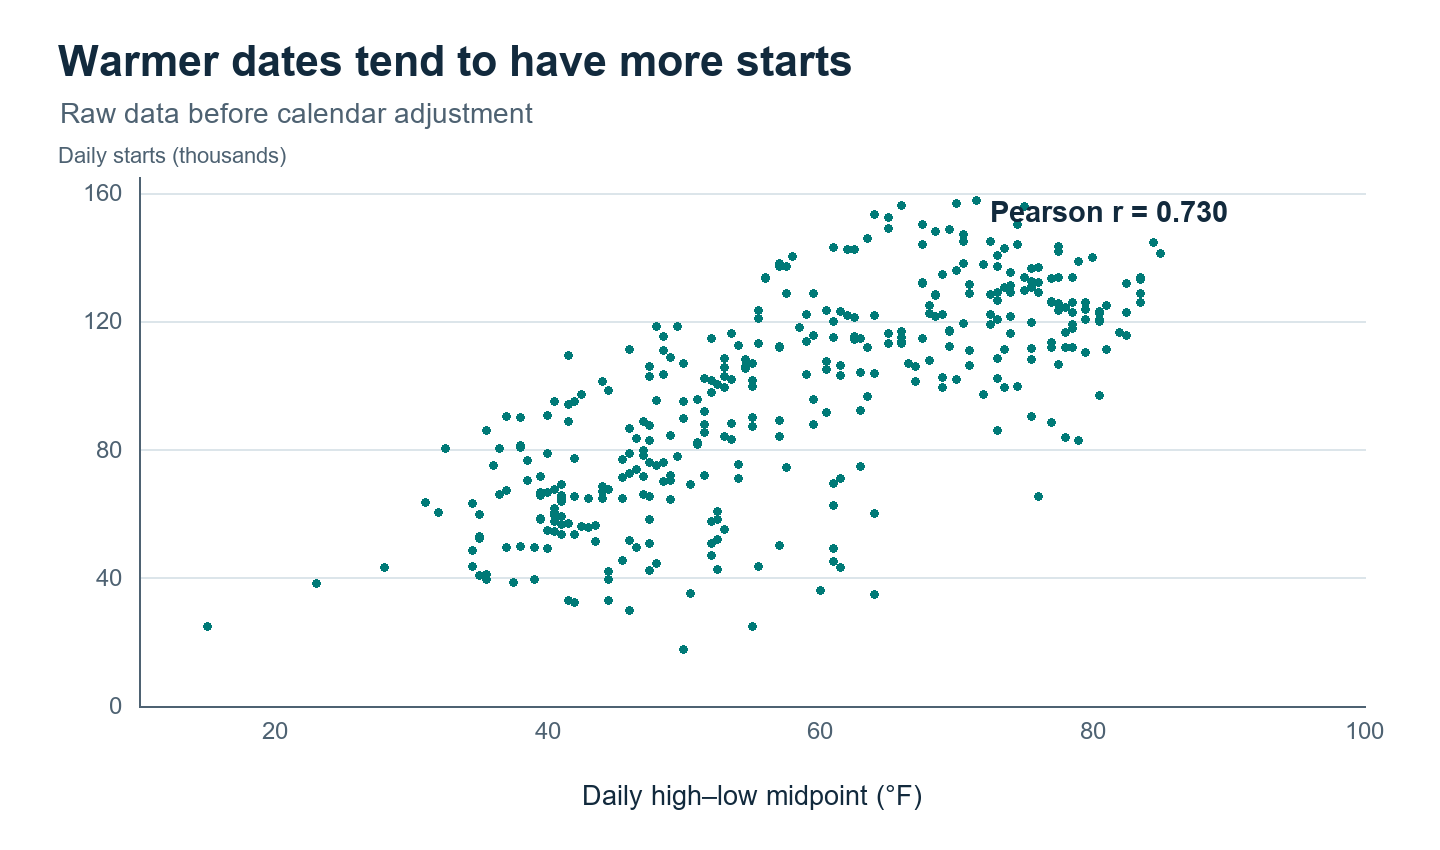 Warmer dates tend to have more starts
Raw data before calendar adjustment
Daily starts (thousands)
160
Pearson r = 0.730
120
80
40
0
20 40 60 80 100
Daily high–low midpoint (°F)